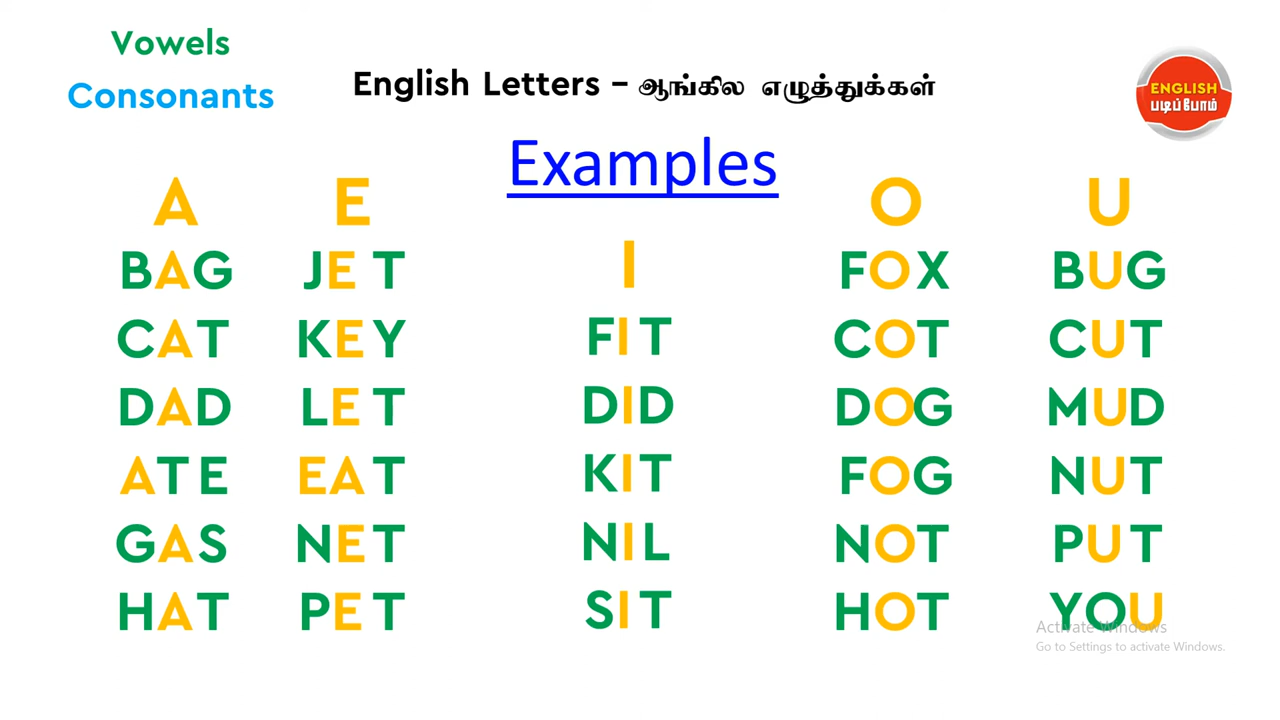 Vowels
Consonants
English Letters – ஆங்கில எழுத்துக்கள்
ENGLISH
படிப்போம்
Examples
A E I O U
BAG JET FOX BUG
CAT KEY FIT COT CUT
DAD LET DID DOG MUD
ATE EAT KIT FOG NUT
GAS NET NIL NOT PUT
HAT PET SIT HOT YOU
Activate Windows
Go to Settings to activate Windows.